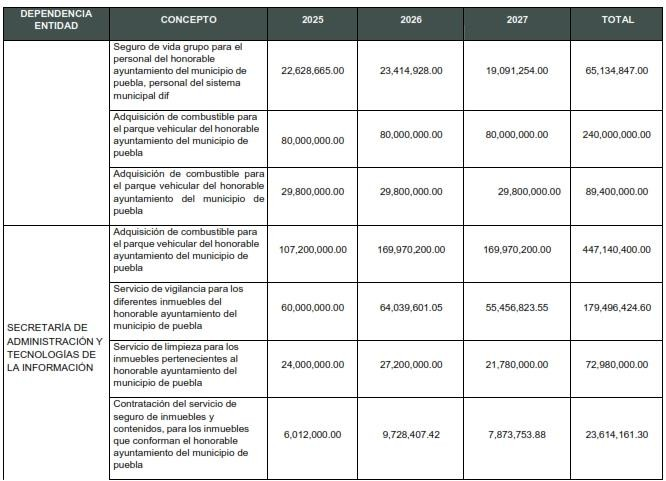 DEPENDENCIA
ENTIDAD
CONCEPTO
2025
2026
2027
TOTAL
Seguro de vida grupo para el
personal del honorable
ayuntamiento del municipio de
puebla, personal del sistema
municipal dif
22,628,665.00
23,414,928.00
19,091,254.00
65,134,847.00
Adquisición de combustible para
el parque vehicular del honorable
ayuntamiento del municipio de
puebla
80,000,000.00
80,000,000.00
80,000,000.00
240,000,000.00
Adquisición de combustible para
el parque vehicular del honorable
ayuntamiento del municipio de
puebla
29,800,000.00
29,800,000.00
29,800,000.00
89,400,000.00
SECRETARÍA DE
ADMINISTRACIÓN Y
TECNOLOGÍAS DE
LA INFORMACIÓN
Adquisición de combustible para
el parque vehicular del honorable
ayuntamiento del municipio de
puebla
107,200,000.00
169,970,200.00
169,970,200.00
447,140,400.00
Servicio de vigilancia para los
diferentes inmuebles del
honorable ayuntamiento del
municipio de puebla
60,000,000.00
64,039,601.05
55,456,823.55
179,496,424.60
Servicio de limpieza para los
inmuebles pertenecientes al
honorable ayuntamiento del
municipio de puebla
24,000,000.00
27,200,000.00
21,780,000.00
72,980,000.00
Contratación del servicio de
seguro de inmuebles y
contenidos, para los inmuebles
que conforman el honorable
ayuntamiento del municipio de
puebla
6,012,000.00
9,728,407.42
7,873,753.88
23,614,161.30